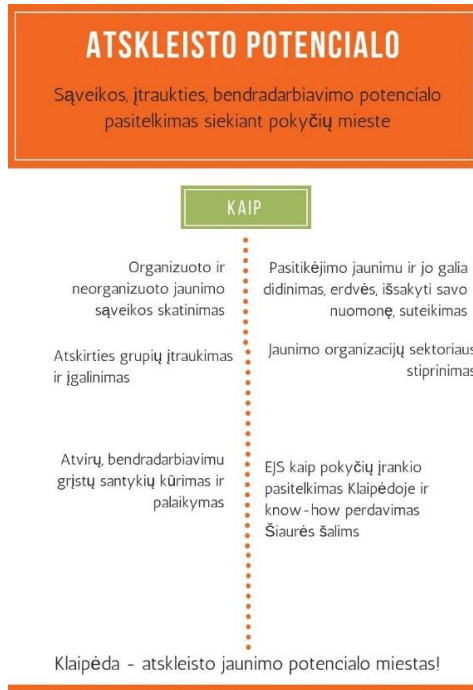 ATSKLEISTO POTENCIALO
Sąveikos, įtraukties, bendradarbiavimo potencialo
pasitelkimas siekiant pokyčių mieste
KAIP
Organizuoto ir
neorganizuoto jaunimo
sąveikos skatinimas
Pasitikėjimo jaunimu ir jo galia
didinimas, erdvės, išsakyti savo
nuomonę, suteikimas
Atskirties grupių įtraukimas
ir įgalinimas
Jaunimo organizacijų sektoriaus
stiprinimas
Atvirų, bendradarbiavimu
grįstų santykių kūrimas ir
palaikymas
EJS kaip pokyčių įrankio
pasitelkimas Klaipėdoje ir
know-how perdavimas
Šiaurės šalims
Klaipėda - atskleisto jaunimo potencialo miestas!